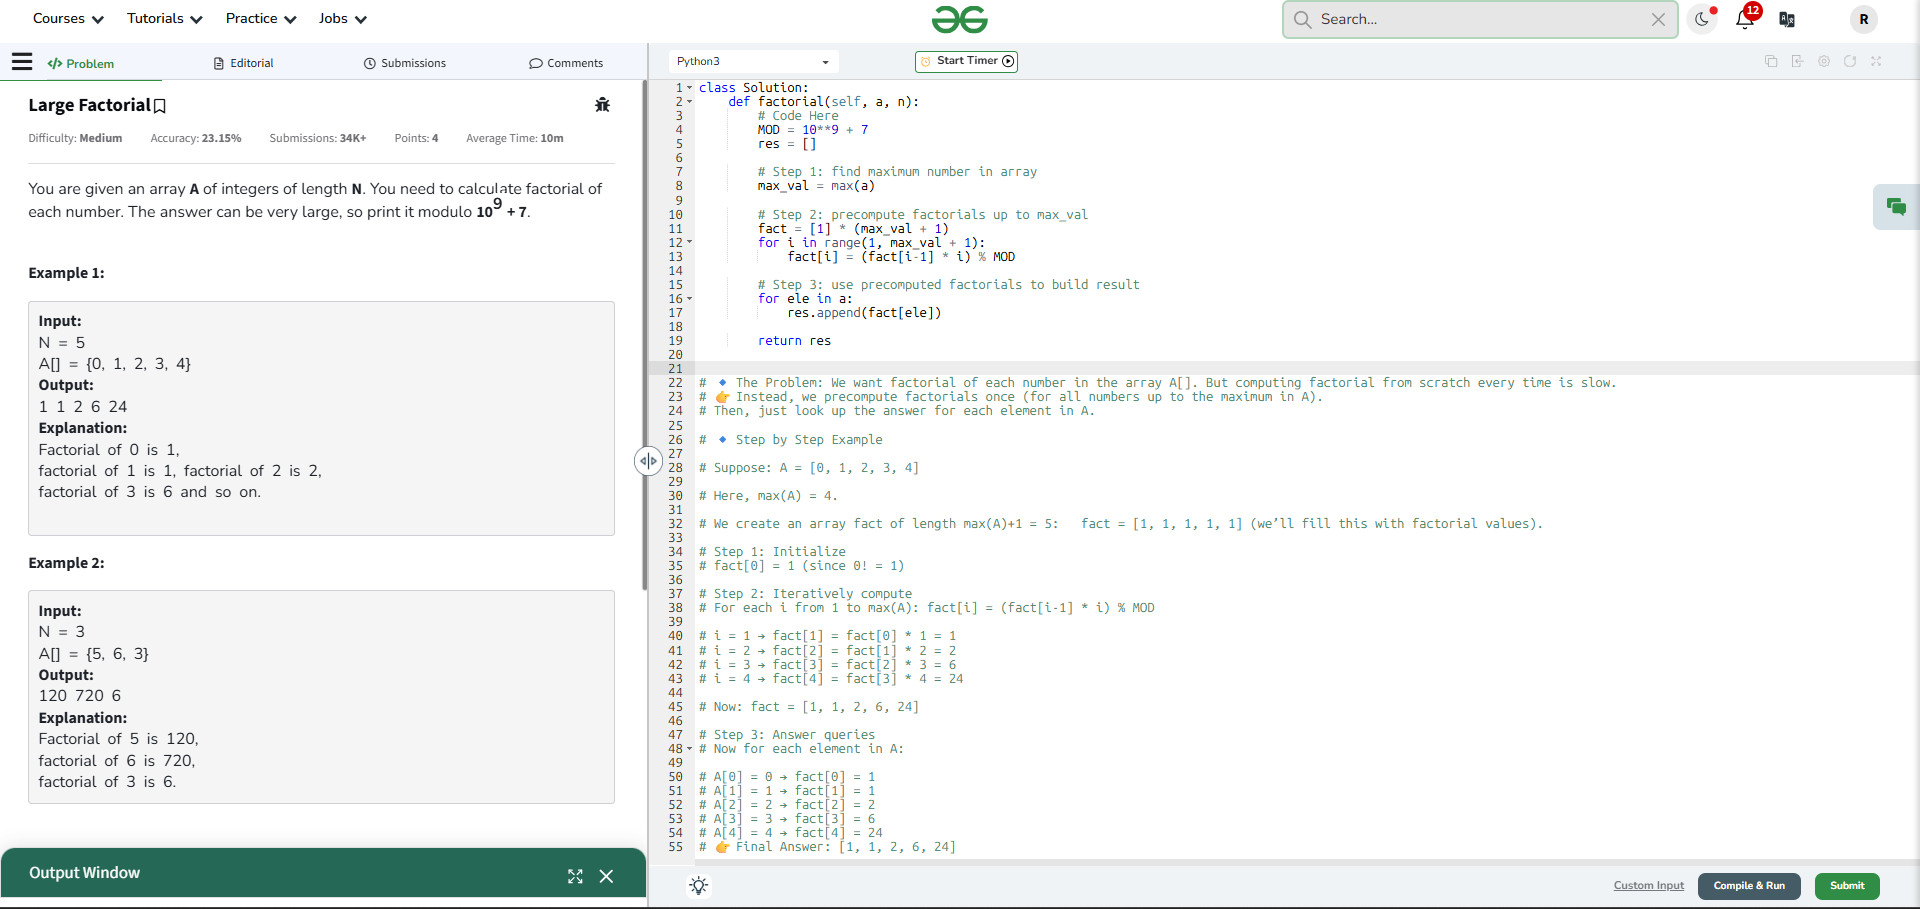 Courses Tutorials Practice Jobs
Search...
12
R
Problem Editorial Submissions Comments
Large Factorial
Difficulty: Medium Accuracy: 23.15% Submissions: 34K+ Points: 4 Average Time: 10m
You are given an array A of integers of length N. You need to calculate factorial of
each number. The answer can be very large, so print it modulo 10^9 + 7.
Example 1:
Input:
N = 5
A[] = {0, 1, 2, 3, 4}
Output:
1 1 2 6 24
Explanation:
Factorial of 0 is 1,
factorial of 1 is 1, factorial of 2 is 2,
factorial of 3 is 6 and so on.
Example 2:
Input:
N = 3
A[] = {5, 6, 3}
Output:
120 720 6
Explanation:
Factorial of 5 is 120,
factorial of 6 is 720,
factorial of 3 is 6.
Output Window
Python3 Start Timer
1 class Solution:
2 def factorial(self, a, n):
3 # Code Here
4 MOD = 10**9 + 7
5 res = []
6
7 # Step 1: find maximum number in array
8 max_val = max(a)
9
10 # Step 2: precompute factorials up to max_val
11 fact = [1] * (max_val + 1)
12 for i in range(1, max_val + 1):
13 fact[i] = (fact[i-1] * i) % MOD
14
15 # Step 3: use precomputed factorials to build result
16 for ele in a:
17 res.append(fact[ele])
18
19 return res
20
21
22 # 🔹 The Problem: We want factorial of each number in the array A[]. But computing factorial from scratch every time is slow.
23 # 👉 Instead, we precompute factorials once (for all numbers up to the maximum in A).
24 # Then, just look up the answer for each element in A.
25
26 # 🔹 Step by Step Example
27
28 # Suppose: A = [0, 1, 2, 3, 4]
29
30 # Here, max(A) = 4.
31
32 # We create an array fact of length max(A)+1 = 5: fact = [1, 1, 1, 1, 1] (we’ll fill this with factorial values).
33
34 # Step 1: Initialize
35 # fact[0] = 1 (since 0! = 1)
36
37 # Step 2: Iteratively compute
38 # For each i from 1 to max(A): fact[i] = (fact[i-1] * i) % MOD
39
40 # i = 1 → fact[1] = fact[0] * 1 = 1
41 # i = 2 → fact[2] = fact[1] * 2 = 2
42 # i = 3 → fact[3] = fact[2] * 3 = 6
43 # i = 4 → fact[4] = fact[3] * 4 = 24
44
45 # Now: fact = [1, 1, 2, 6, 24]
46
47 # Step 3: Answer queries
48 # Now for each element in A:
49
50 # A[0] = 0 → fact[0] = 1
51 # A[1] = 1 → fact[1] = 1
52 # A[2] = 2 → fact[2] = 2
53 # A[3] = 3 → fact[3] = 6
54 # A[4] = 4 → fact[4] = 24
55 # 👉 Final Answer: [1, 1, 2, 6, 24]
Custom Input Compile & Run Submit